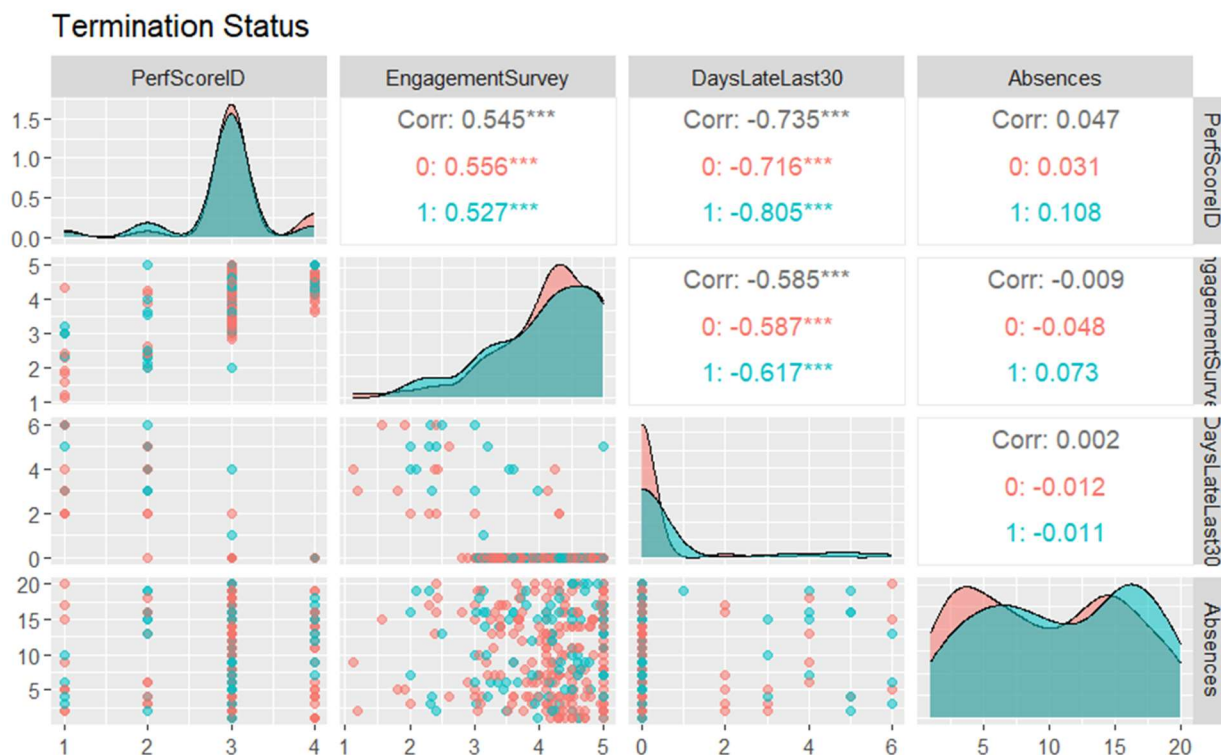 Termination Status
PerfScoreID
EngagementSurvey
DaysLateLast30
Absences
1.5
1.0
0.5
0.0
Corr: 0.545***
0: 0.556***
1: 0.527***
Corr: -0.735***
0: -0.716***
1: -0.805***
Corr: 0.047
0: 0.031
1: 0.108
PerfScoreID
5
4
3
2
1
Corr: -0.585***
0: -0.587***
1: -0.617***
Corr: -0.009
0: -0.048
1: 0.073
ngagementSurve
6
4
2
0
Corr: 0.002
0: -0.012
1: -0.011
DaysLateLast30
20
15
10
5
Absences
1 2 3 4
1 2 3 4 5
0 2 4 6
5 10 15 20